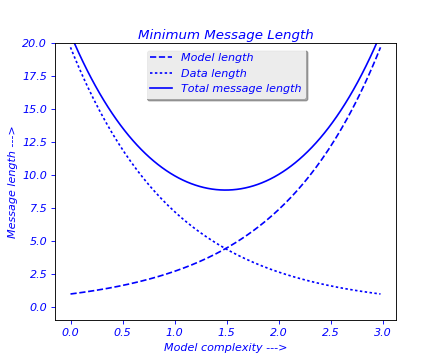 Minimum Message Length
Model length
Data length
Total message length
20.0
17.5
15.0
12.5
10.0
7.5
5.0
2.5
0.0
Message length --->
0.0 0.5 1.0 1.5 2.0 2.5 3.0
Model complexity --->